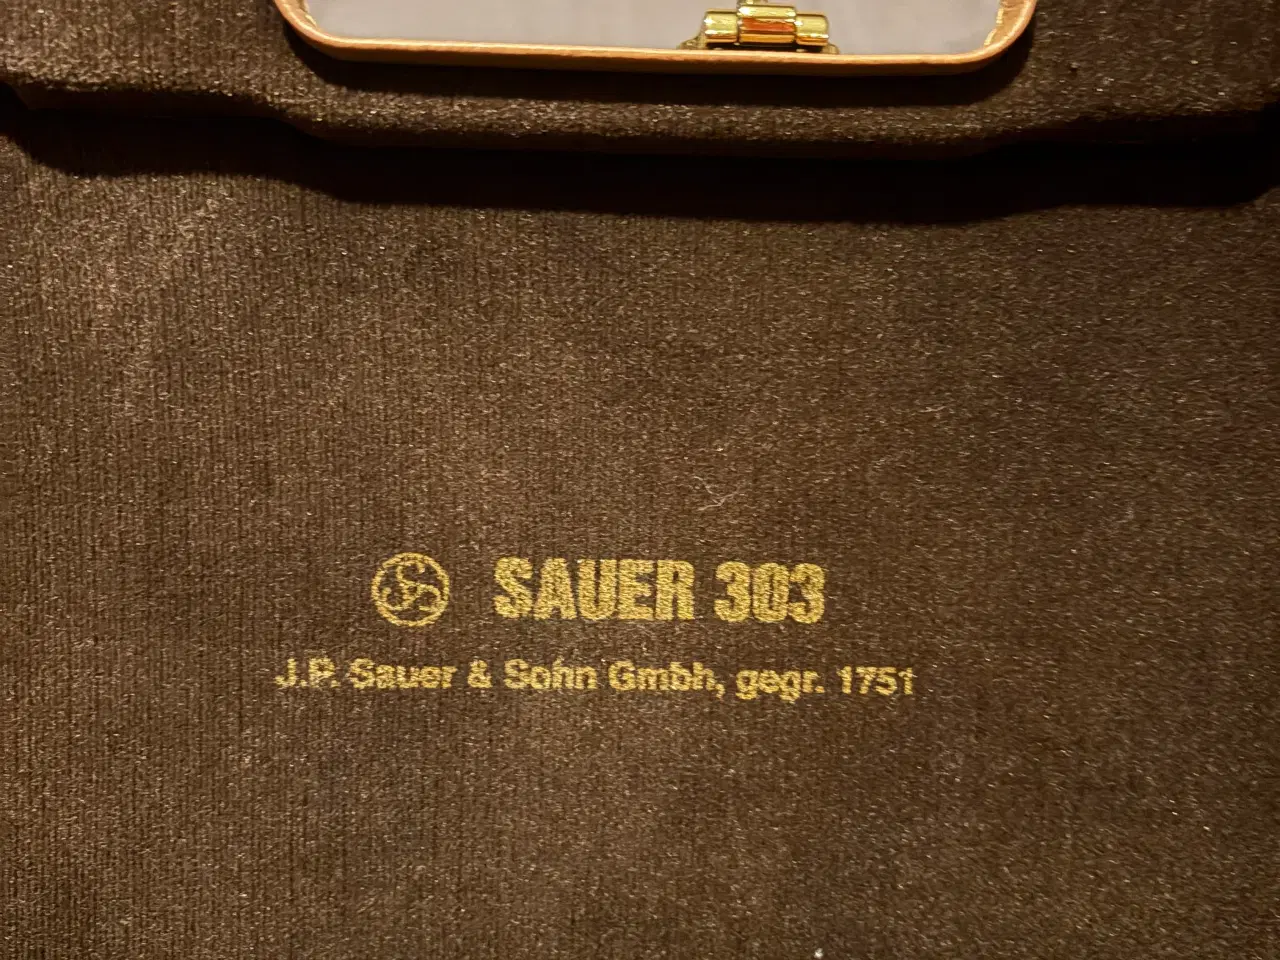 SAUER 303
J.P. Sauer & Sohn Gmbh, gegr. 1751